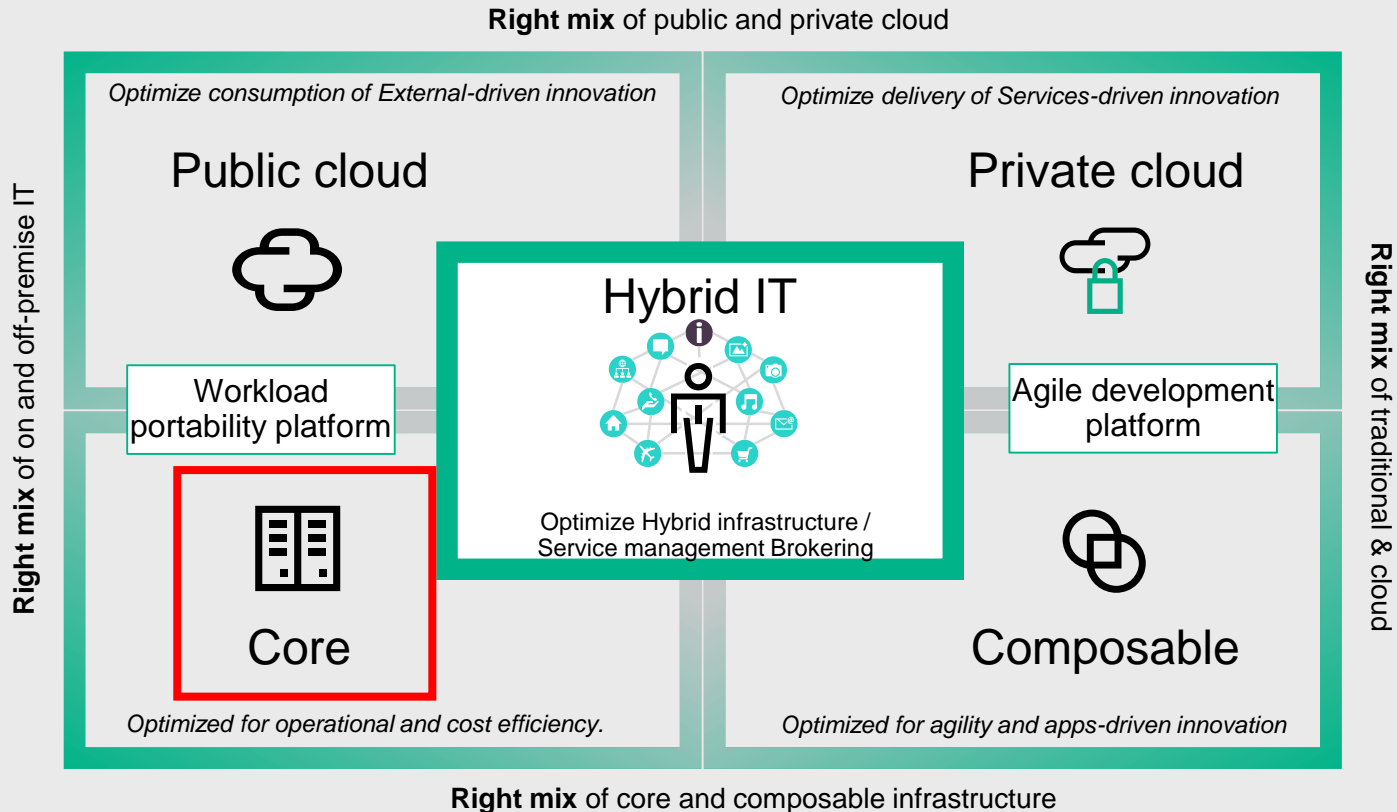 Right mix of public and private cloud
Optimize consumption of External-driven innovation
Optimize delivery of Services-driven innovation
Public cloud
Private cloud
Right mix of on and off-premise IT
Right mix of traditional & cloud
Hybrid IT
i
Workload
portability platform
Agile development
platform
Optimize Hybrid infrastructure /
Service management Brokering
Core
Composable
Optimized for operational and cost efficiency.
Optimized for agility and apps-driven innovation
Right mix of core and composable infrastructure